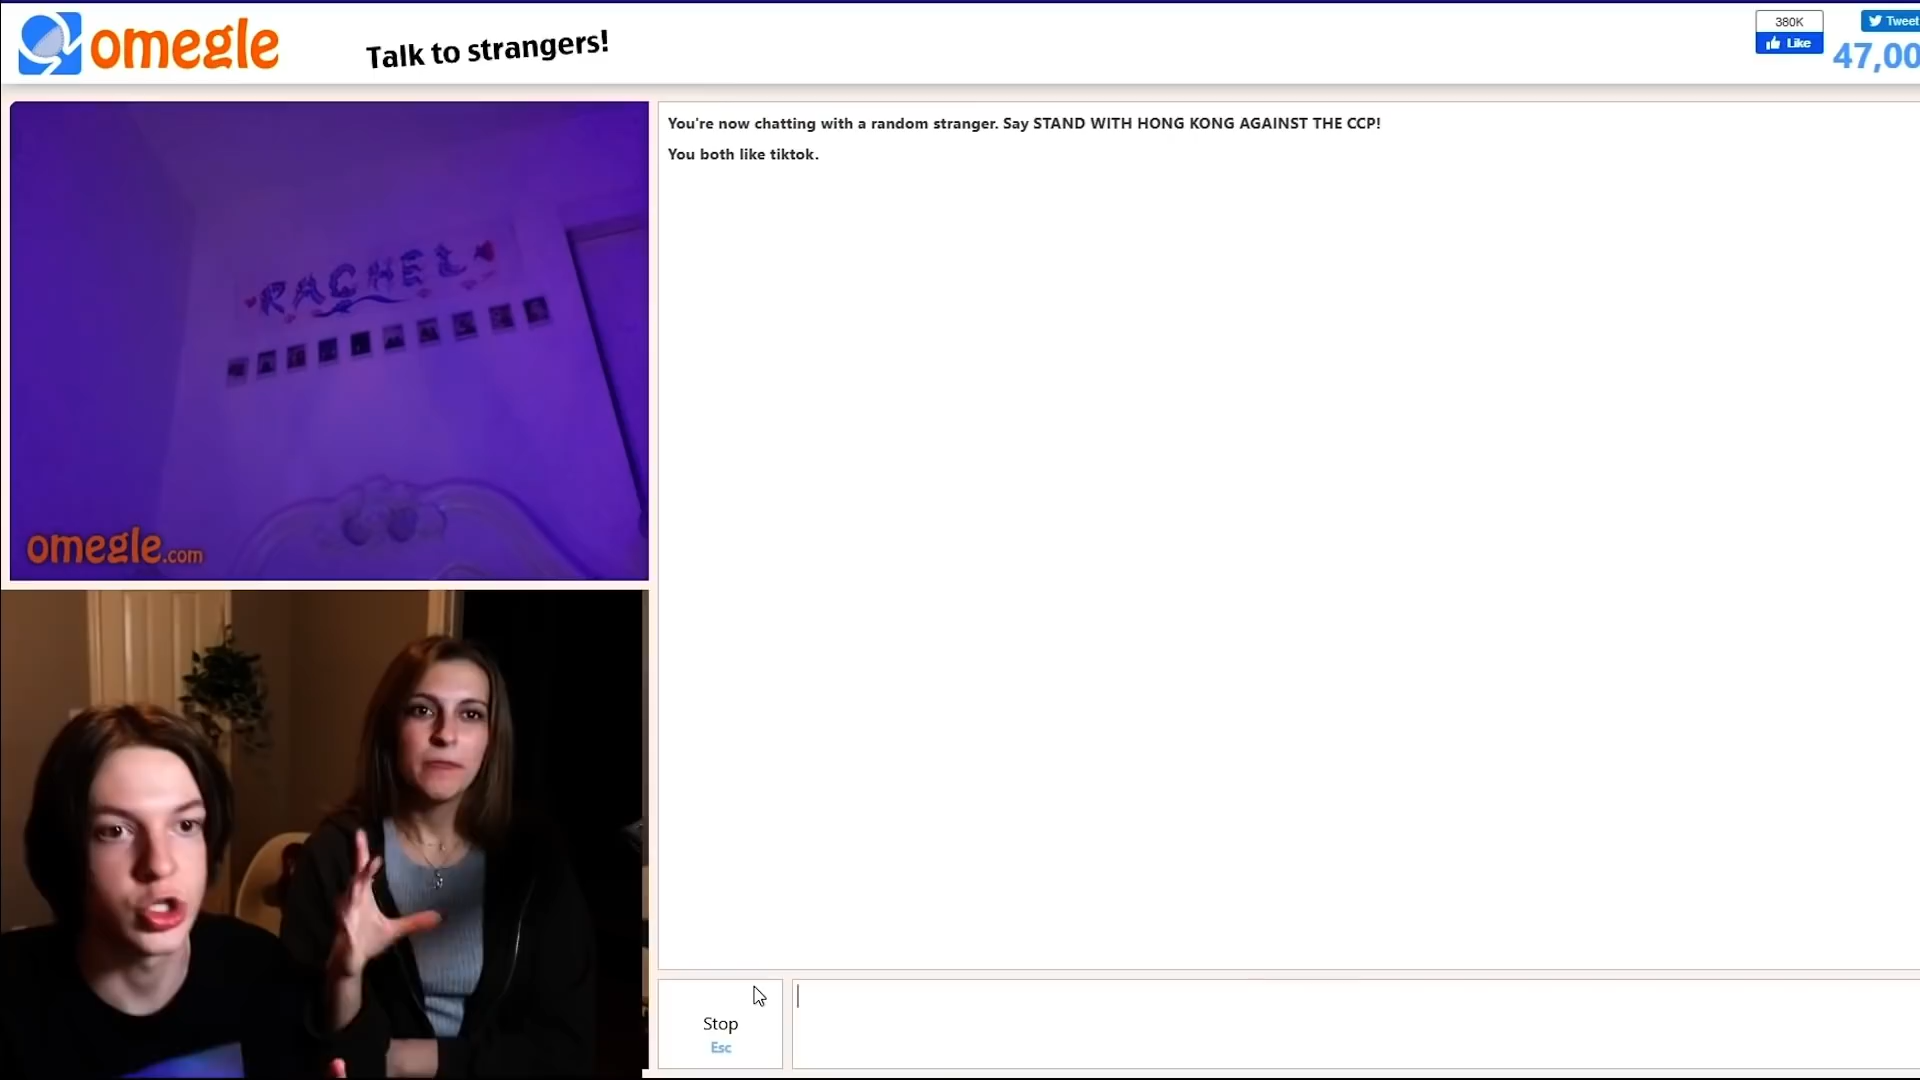 omegle
Talk to strangers!
380K
Like
Tweet
47,00
You're now chatting with a random stranger. Say STAND WITH HONG KONG AGAINST THE CCP!
You both like tiktok.
RACHEL
omegle.com
Stop
Esc